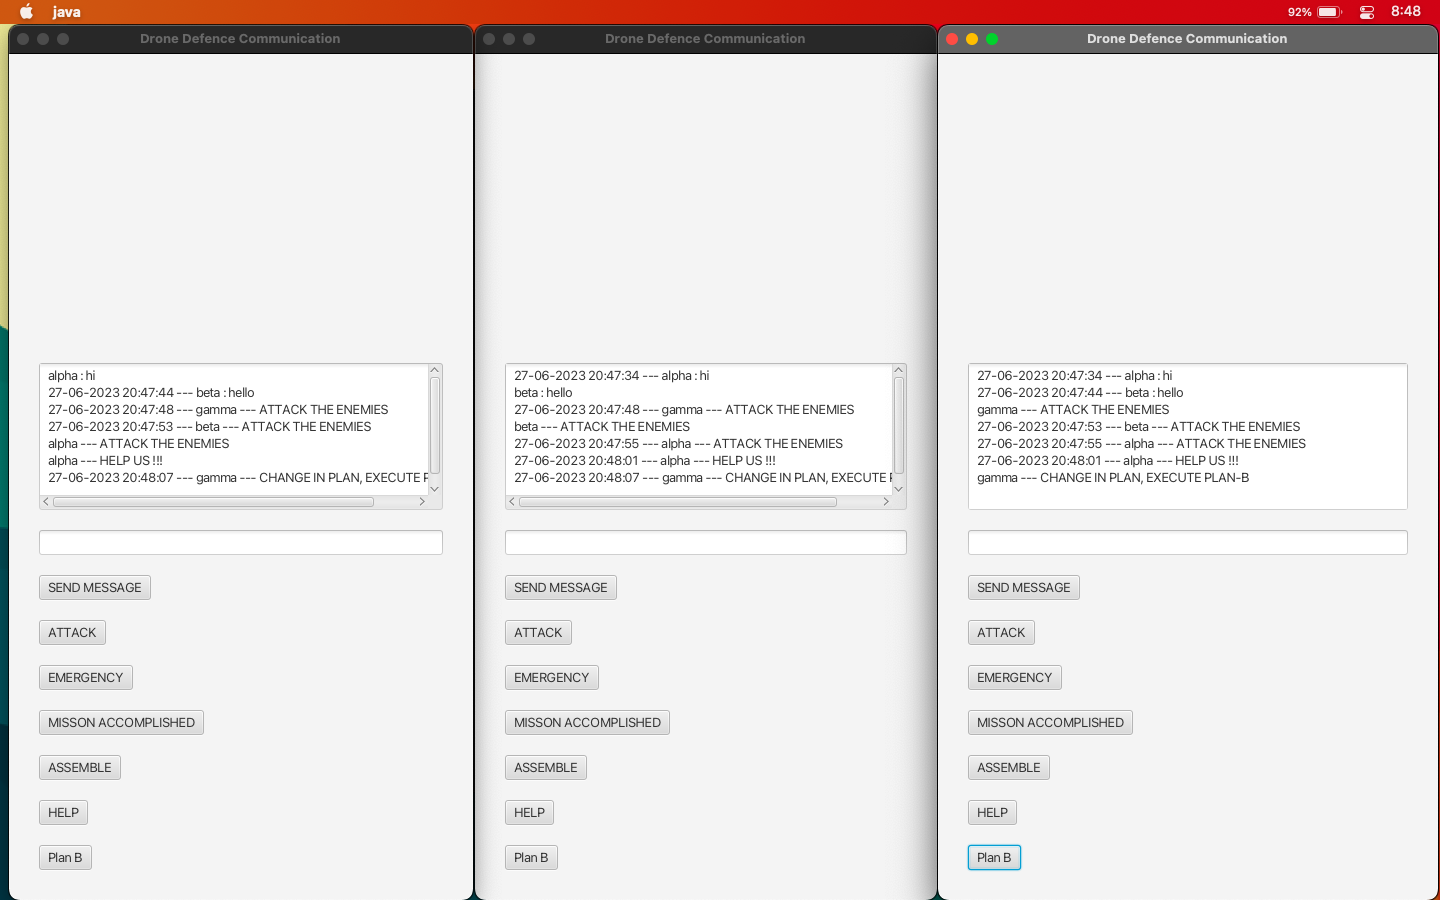 java
92%
8:48
Drone Defence Communication
alpha : hi
27-06-2023 20:47:44 --- beta : hello
27-06-2023 20:47:48 --- gamma --- ATTACK THE ENEMIES
27-06-2023 20:47:53 --- beta --- ATTACK THE ENEMIES
alpha --- ATTACK THE ENEMIES
alpha --- HELP US !!!
27-06-2023 20:48:07 --- gamma --- CHANGE IN PLAN, EXECUTE P
SEND MESSAGE
ATTACK
EMERGENCY
MISSON ACCOMPLISHED
ASSEMBLE
HELP
Plan B
Drone Defence Communication
27-06-2023 20:47:34 --- alpha : hi
beta : hello
27-06-2023 20:47:48 --- gamma --- ATTACK THE ENEMIES
beta --- ATTACK THE ENEMIES
27-06-2023 20:47:55 --- alpha --- ATTACK THE ENEMIES
27-06-2023 20:48:01 --- alpha --- HELP US !!!
27-06-2023 20:48:07 --- gamma --- CHANGE IN PLAN, EXECUTE P
SEND MESSAGE
ATTACK
EMERGENCY
MISSON ACCOMPLISHED
ASSEMBLE
HELP
Plan B
Drone Defence Communication
27-06-2023 20:47:34 --- alpha : hi
27-06-2023 20:47:44 --- beta : hello
gamma --- ATTACK THE ENEMIES
27-06-2023 20:47:53 --- beta --- ATTACK THE ENEMIES
27-06-2023 20:47:55 --- alpha --- ATTACK THE ENEMIES
27-06-2023 20:48:01 --- alpha --- HELP US !!!
gamma --- CHANGE IN PLAN, EXECUTE PLAN-B
SEND MESSAGE
ATTACK
EMERGENCY
MISSON ACCOMPLISHED
ASSEMBLE
HELP
Plan B